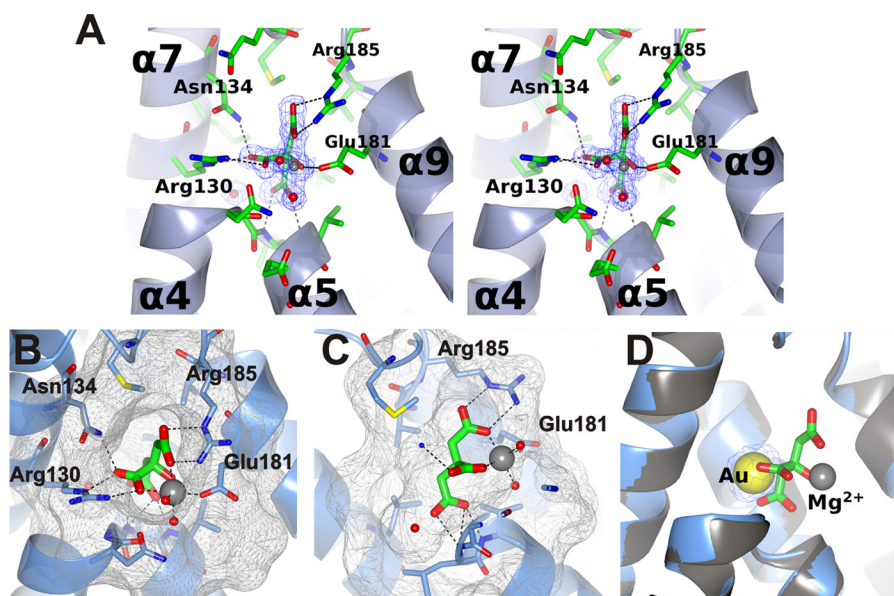 A
α7
Arg185
Asn134
Glu181
α9
Arg130
α4
α5
α7
Arg185
Asn134
Glu181
α9
Arg130
α4
α5
B
Asn134
Arg185
Arg130
Glu181
C
Arg185
Glu181
D
Au
Mg²⁺